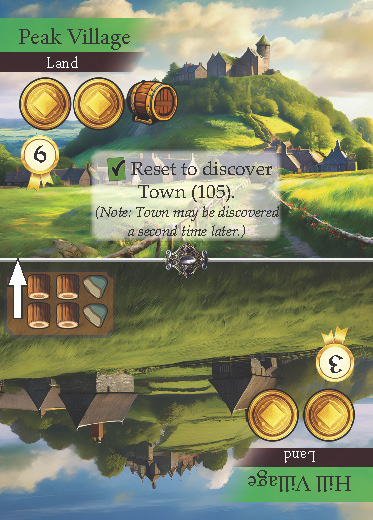 Peak Village
Land
6
✓ Reset to discover
Town (105).
(Note: Town may be discovered
a second time later.)
3
Land
Hill Village